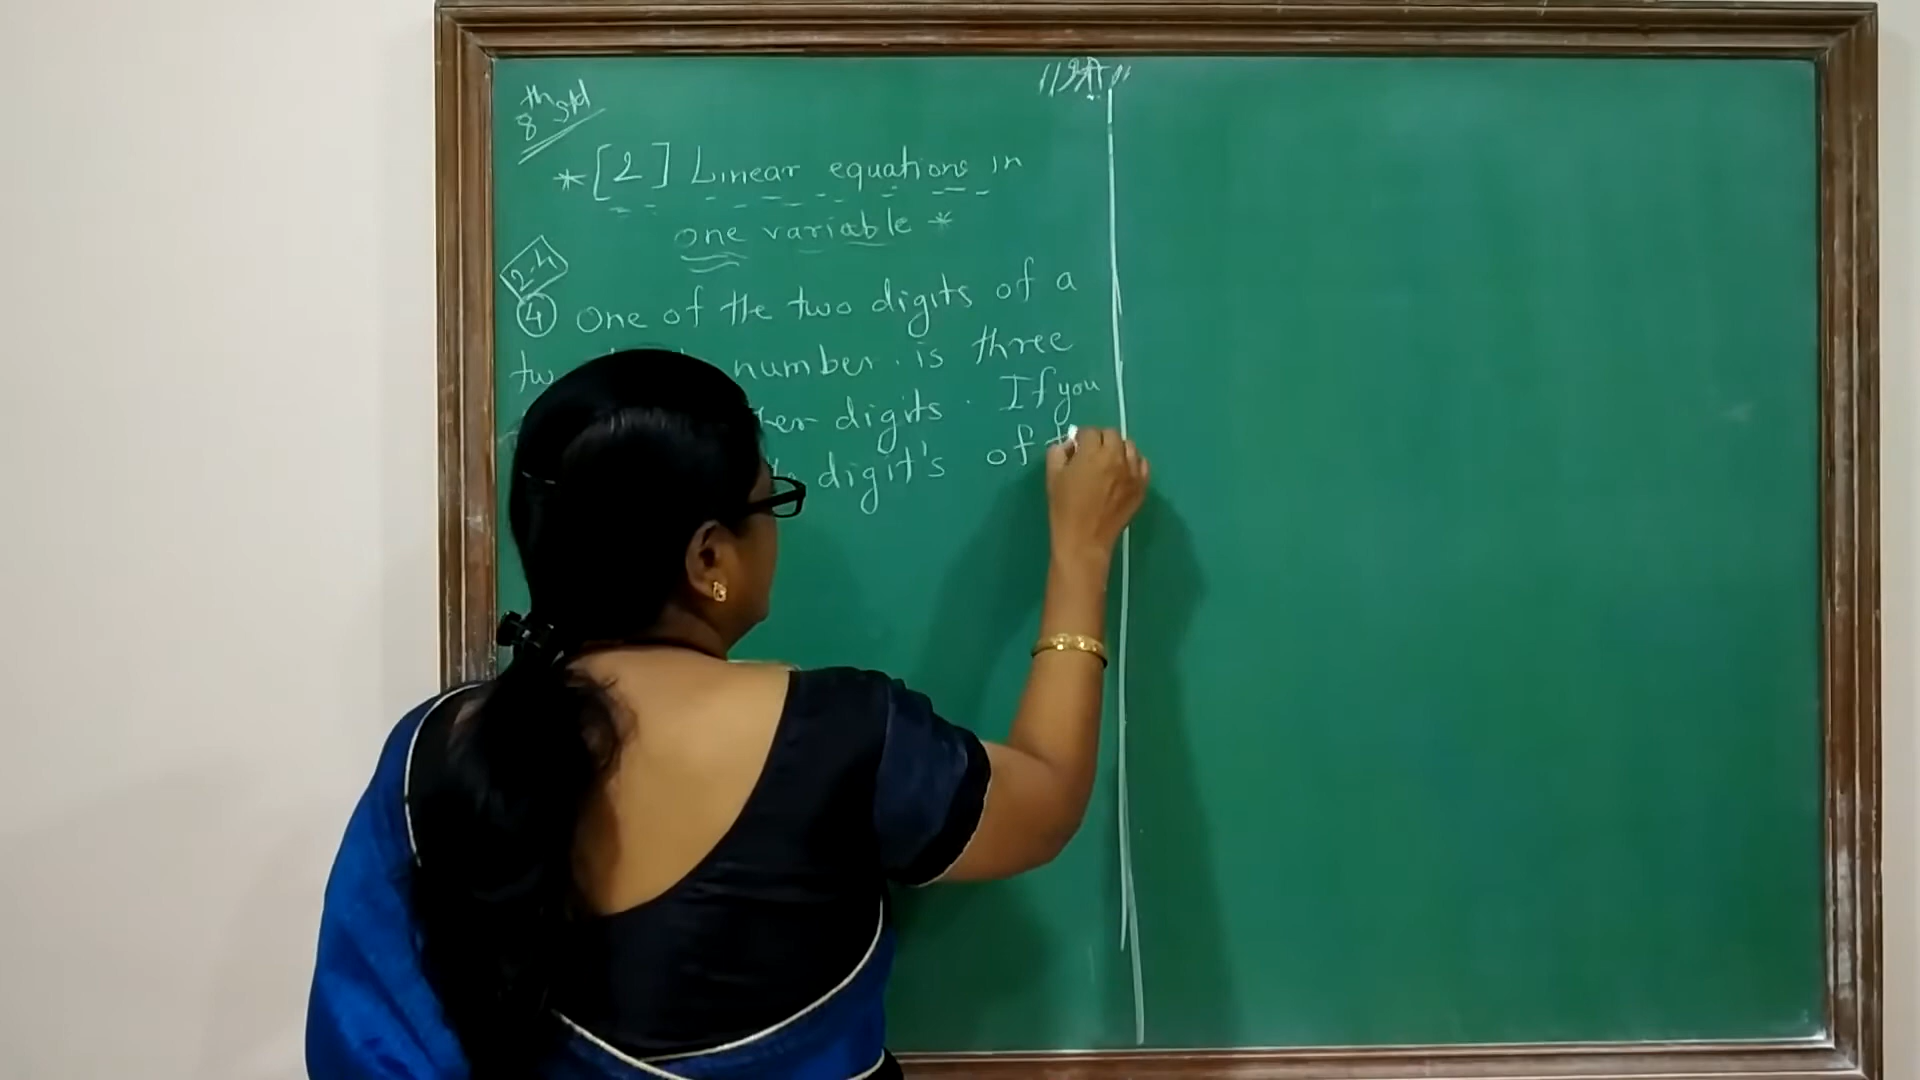 8th std
* [2] Linear equations in
one variable *
2.4
4 One of the two digits of a
number. is three
digits. If you
digit's of